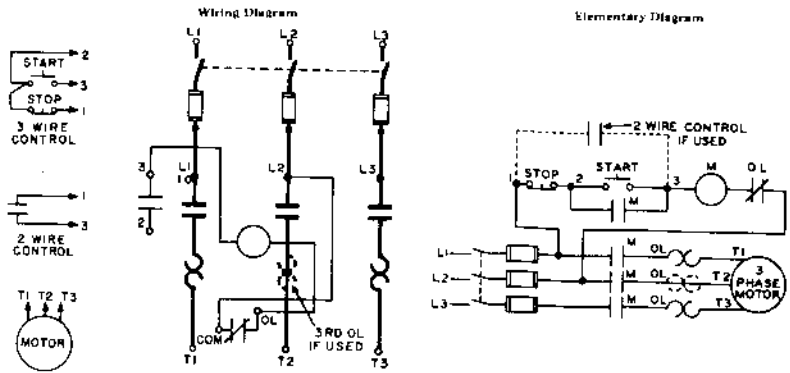 Wiring Diagram
Elementary Diagram
2
START
3
STOP
1
3 WIRE
CONTROL
1
3
2 WIRE
CONTROL
T1 T2 T3
MOTOR
L1
L2
L3
3
L1
1
L2
L3
2
COM
OL
3RD OL
IF USED
T1
T2
T3
2 WIRE CONTROL
IF USED
1
STOP
2
START
3
M
OL
M
L1
M
OL
T1
L2
M
OL
T2
L3
M
OL
T3
3
PHASE
MOTOR